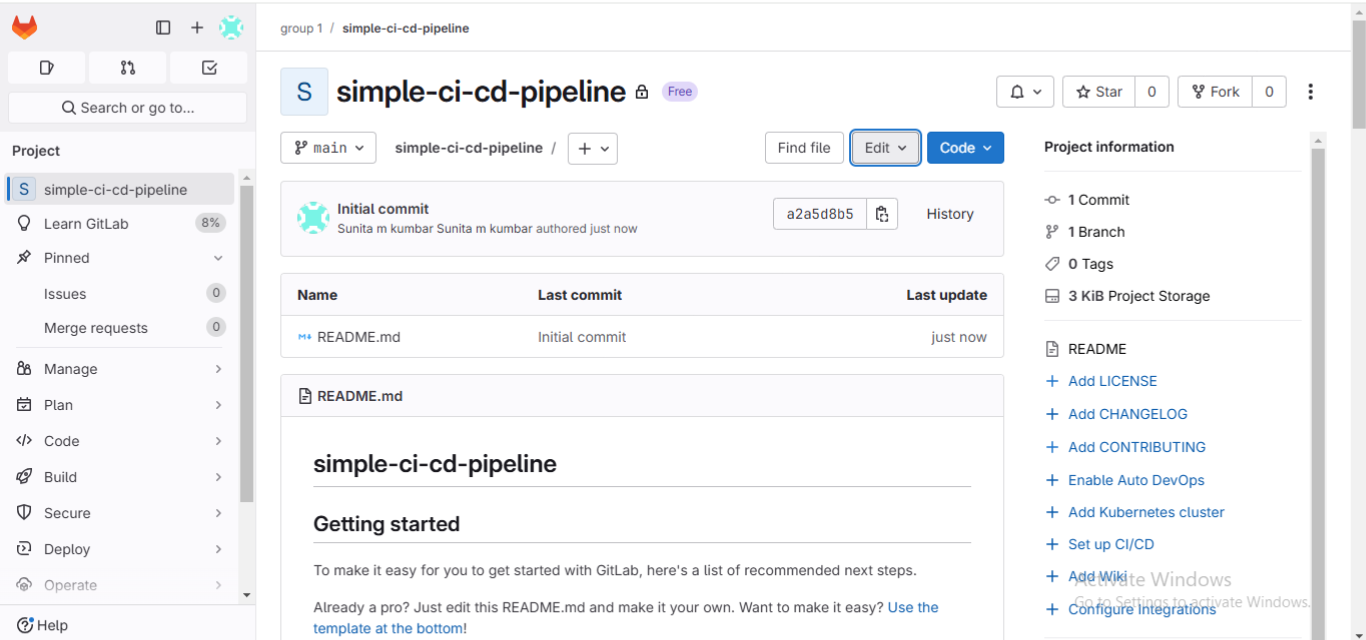 group 1 / simple-ci-cd-pipeline
Search or go to...
Project
S simple-ci-cd-pipeline
Learn GitLab 8%
Pinned
Issues 0
Merge requests 0
Manage
Plan
Code
Build
Secure
Deploy
Operate
Help
S simple-ci-cd-pipeline Free
Star 0
Fork 0
main
simple-ci-cd-pipeline /
Find file
Edit
Code
Initial commit
Sunita m kumbar Sunita m kumbar authored just now
a2a5d8b5
History
Name Last commit Last update
README.md Initial commit just now
README.md
simple-ci-cd-pipeline
Getting started
To make it easy for you to get started with GitLab, here's a list of recommended next steps.
Already a pro? Just edit this README.md and make it your own. Want to make it easy? Use the
template at the bottom!
Project information
1 Commit
1 Branch
0 Tags
3 KiB Project Storage
README
Add LICENSE
Add CHANGELOG
Add CONTRIBUTING
Enable Auto DevOps
Add Kubernetes cluster
Set up CI/CD
Add Wiki
Configure Integrations
Activate Windows
Go to Settings to activate Windows.